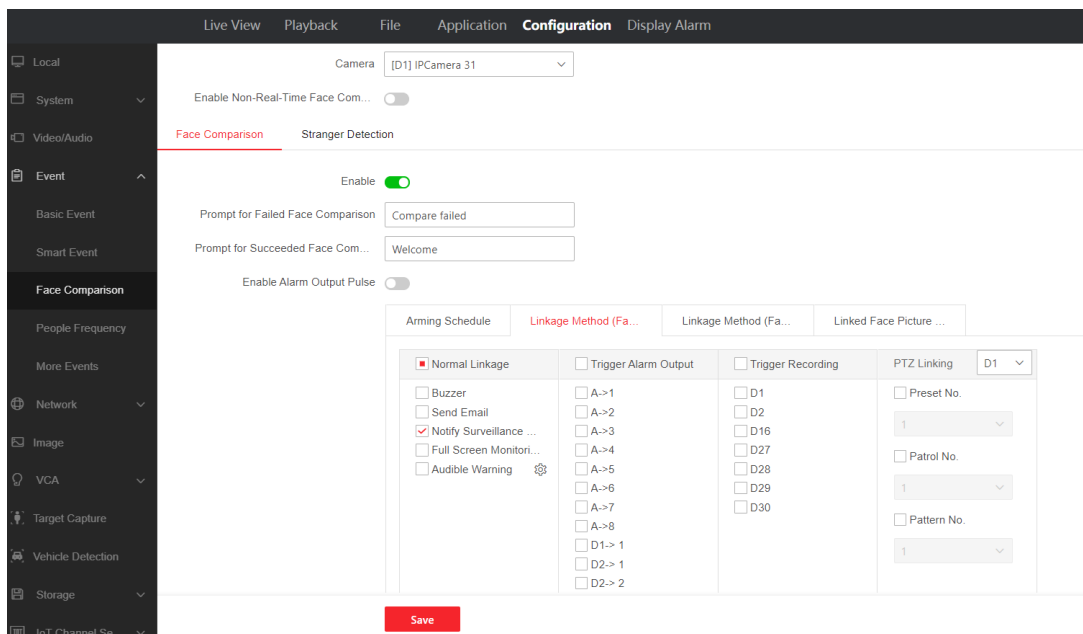 Live View Playback File Application Configuration Display Alarm
Local
System
Video/Audio
Event
Basic Event
Smart Event
Face Comparison
People Frequency
More Events
Network
Image
VCA
Target Capture
Vehicle Detection
Storage
IoT Channel Se...
Camera [D1] IPCamera 31
Enable Non-Real-Time Face Com...
Face Comparison Stranger Detection
Enable
Prompt for Failed Face Comparison Compare failed
Prompt for Succeeded Face Com... Welcome
Enable Alarm Output Pulse
Arming Schedule Linkage Method (Fa... Linkage Method (Fa... Linked Face Picture ...
Normal Linkage Trigger Alarm Output Trigger Recording PTZ Linking D1
Buzzer A->1 D1 Preset No.
Send Email A->2 D2
Notify Surveillance ... A->3 D16 1
Full Screen Monitori... A->4 D27 Patrol No.
Audible Warning A->5 D28
A->6 D29 1
A->7 D30
A->8 Pattern No.
D1-> 1 1
D2-> 1
D2-> 2
Save